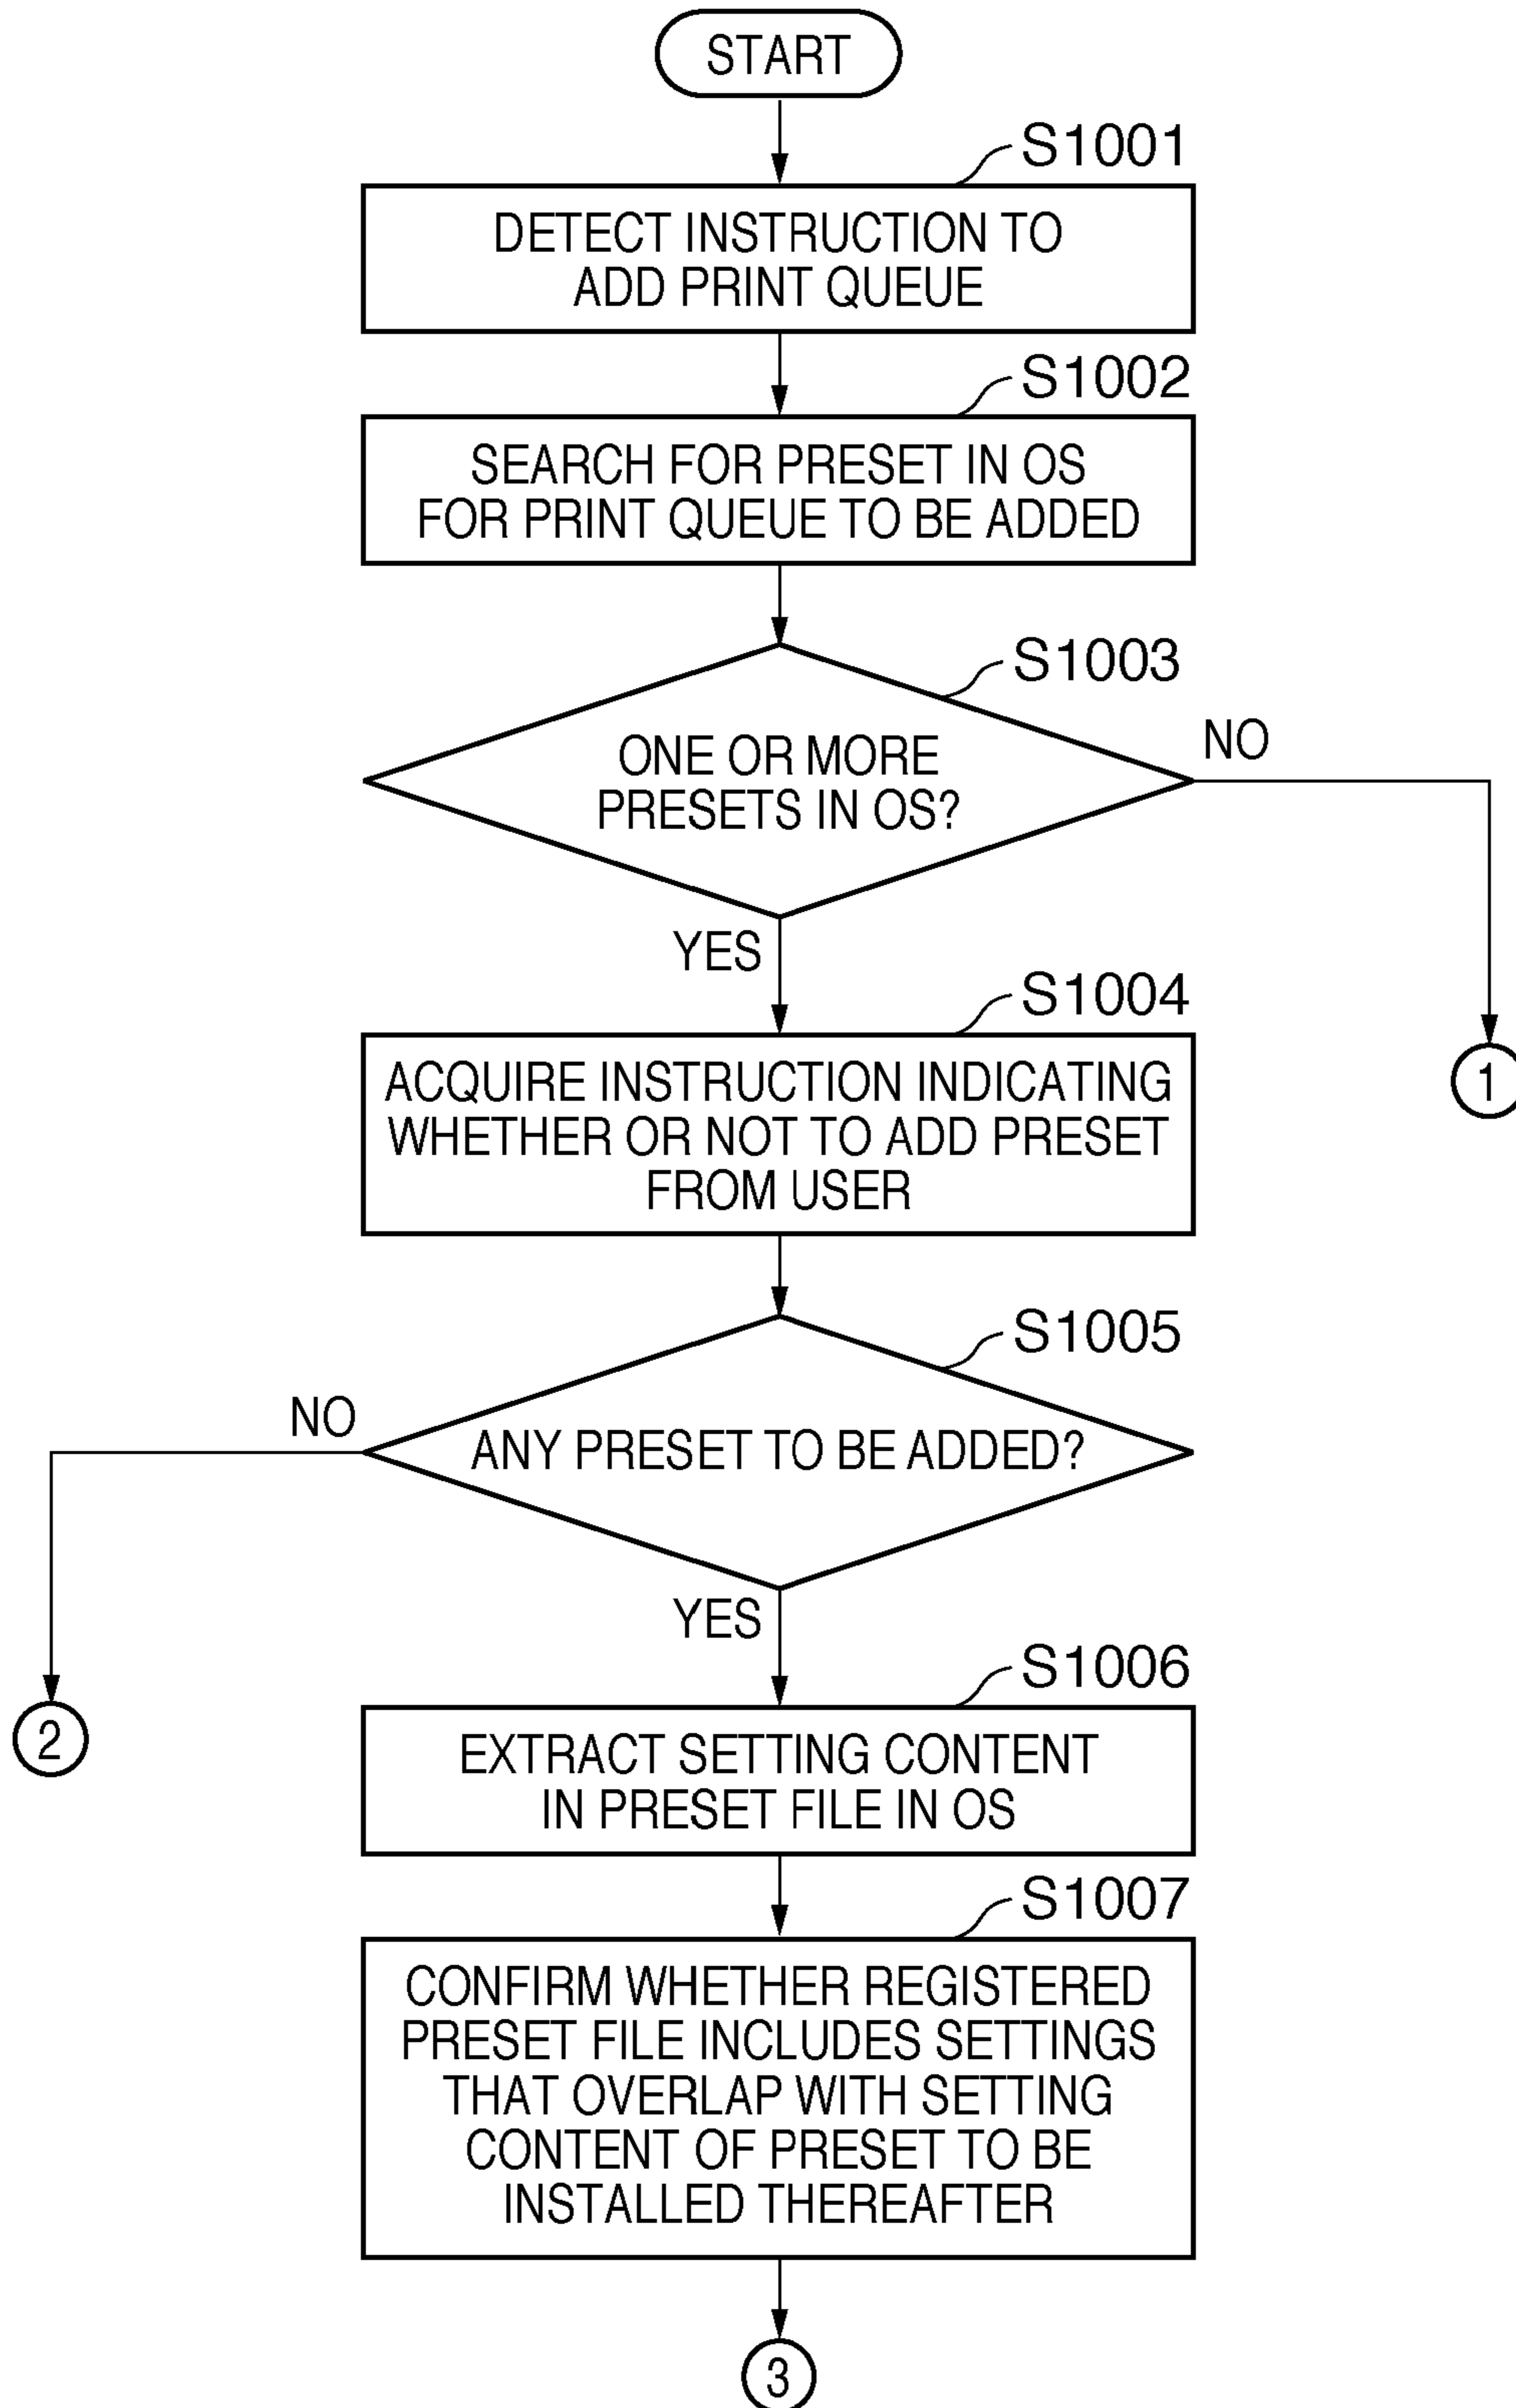 START
S1001
DETECT INSTRUCTION TO
ADD PRINT QUEUE
S1002
SEARCH FOR PRESET IN OS
FOR PRINT QUEUE TO BE ADDED
S1003
ONE OR MORE
PRESETS IN OS?
NO
YES
1
S1004
ACQUIRE INSTRUCTION INDICATING
WHETHER OR NOT TO ADD PRESET
FROM USER
S1005
ANY PRESET TO BE ADDED?
NO
YES
2
S1006
EXTRACT SETTING CONTENT
IN PRESET FILE IN OS
S1007
CONFIRM WHETHER REGISTERED
PRESET FILE INCLUDES SETTINGS
THAT OVERLAP WITH SETTING
CONTENT OF PRESET TO BE
INSTALLED THEREAFTER
3